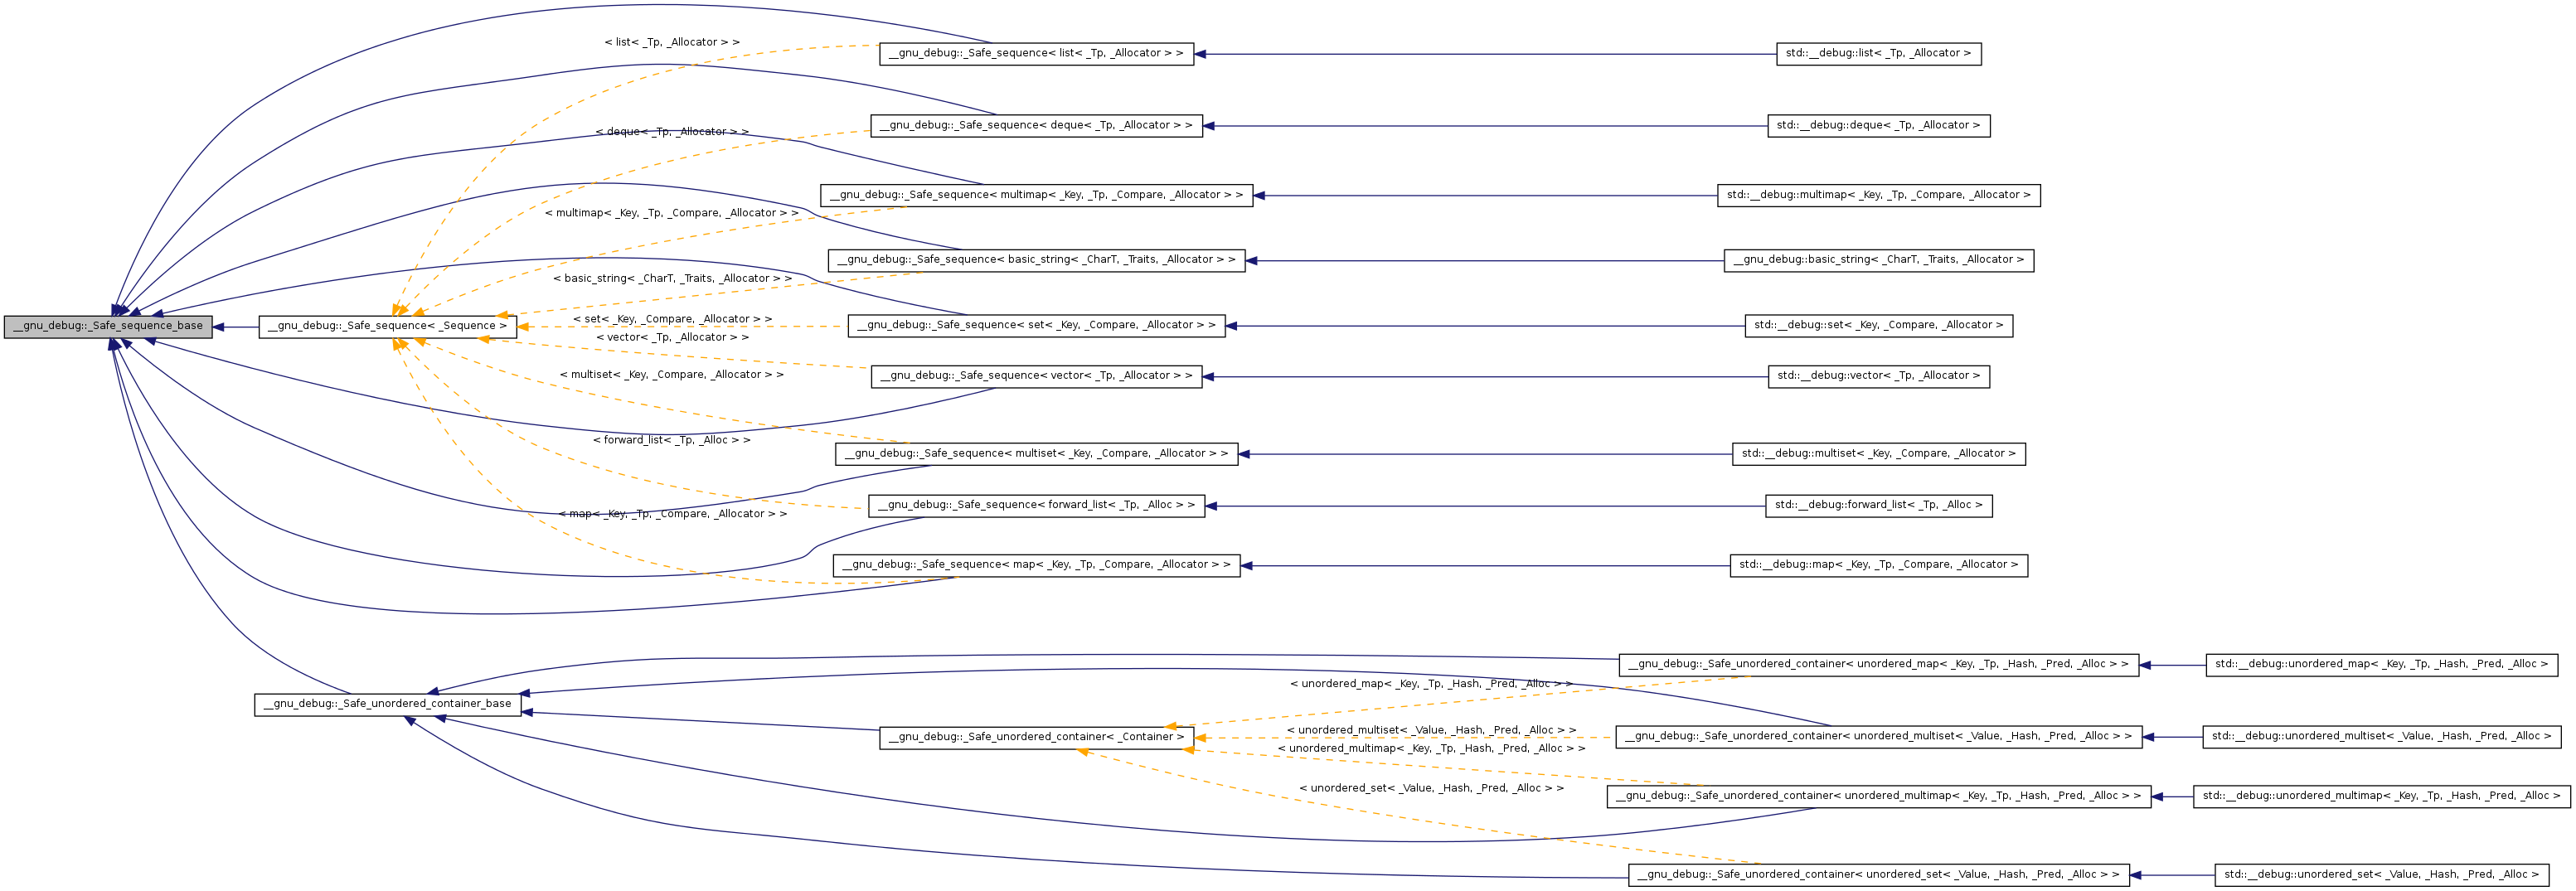 < list< _Tp, _Allocator > >
__gnu_debug::_Safe_sequence< list< _Tp, _Allocator > >
std::__debug::list< _Tp, _Allocator >
< deque< _Tp, _Allocator > >
__gnu_debug::_Safe_sequence< deque< _Tp, _Allocator > >
std::__debug::deque< _Tp, _Allocator >
< multimap< _Key, _Tp, _Compare, _Allocator > >
__gnu_debug::_Safe_sequence< multimap< _Key, _Tp, _Compare, _Allocator > >
std::__debug::multimap< _Key, _Tp, _Compare, _Allocator >
< basic_string< _CharT, _Traits, _Allocator > >
__gnu_debug::_Safe_sequence< basic_string< _CharT, _Traits, _Allocator > >
__gnu_debug::basic_string< _CharT, _Traits, _Allocator >
__gnu_debug::_Safe_sequence_base
__gnu_debug::_Safe_sequence< _Sequence >
< set< _Key, _Compare, _Allocator > >
__gnu_debug::_Safe_sequence< set< _Key, _Compare, _Allocator > >
std::__debug::set< _Key, _Compare, _Allocator >
< vector< _Tp, _Allocator > >
__gnu_debug::_Safe_sequence< vector< _Tp, _Allocator > >
std::__debug::vector< _Tp, _Allocator >
< multiset< _Key, _Compare, _Allocator > >
__gnu_debug::_Safe_sequence< multiset< _Key, _Compare, _Allocator > >
std::__debug::multiset< _Key, _Compare, _Allocator >
< forward_list< _Tp, _Alloc > >
__gnu_debug::_Safe_sequence< forward_list< _Tp, _Alloc > >
std::__debug::forward_list< _Tp, _Alloc >
< map< _Key, _Tp, _Compare, _Allocator > >
__gnu_debug::_Safe_sequence< map< _Key, _Tp, _Compare, _Allocator > >
std::__debug::map< _Key, _Tp, _Compare, _Allocator >
__gnu_debug::_Safe_unordered_container_base
< unordered_map< _Key, _Tp, _Hash, _Pred, _Alloc > >
__gnu_debug::_Safe_unordered_container< unordered_map< _Key, _Tp, _Hash, _Pred, _Alloc > >
std::__debug::unordered_map< _Key, _Tp, _Hash, _Pred, _Alloc >
__gnu_debug::_Safe_unordered_container< _Container >
< unordered_multiset< _Value, _Hash, _Pred, _Alloc > >
__gnu_debug::_Safe_unordered_container< unordered_multiset< _Value, _Hash, _Pred, _Alloc > >
std::__debug::unordered_multiset< _Value, _Hash, _Pred, _Alloc >
< unordered_multimap< _Key, _Tp, _Hash, _Pred, _Alloc > >
__gnu_debug::_Safe_unordered_container< unordered_multimap< _Key, _Tp, _Hash, _Pred, _Alloc > >
std::__debug::unordered_multimap< _Key, _Tp, _Hash, _Pred, _Alloc >
< unordered_set< _Value, _Hash, _Pred, _Alloc > >
__gnu_debug::_Safe_unordered_container< unordered_set< _Value, _Hash, _Pred, _Alloc > >
std::__debug::unordered_set< _Value, _Hash, _Pred, _Alloc >